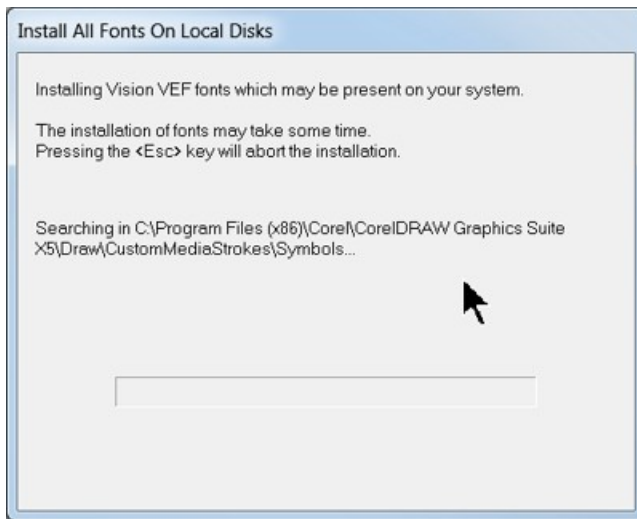 Install All Fonts On Local Disks
Installing Vision VEF fonts which may be present on your system.
The installation of fonts may take some time.
Pressing the <Esc> key will abort the installation.
Searching in C:\Program Files (x86)\Corel\CorelDRAW Graphics Suite
X5\Draw\CustomMediaStrokes\Symbols...